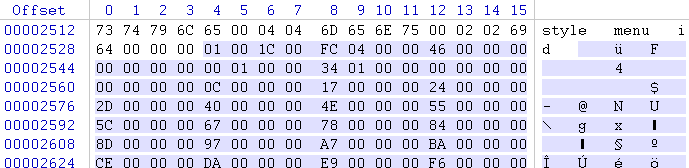 Offset 0 1 2 3 4 5 6 7 8 9 10 11 12 13 14 15
00002512 73 74 79 6C 65 00 04 04 6D 65 6E 75 00 02 02 69 style menu i
00002528 64 00 00 00 01 00 1C 00 FC 04 00 00 46 00 00 00 d ü F
00002544 00 00 00 00 00 01 00 00 34 01 00 00 00 00 00 00 4
00002560 00 00 00 00 0C 00 00 00 17 00 00 00 24 00 00 00 $
00002576 2D 00 00 00 40 00 00 00 4E 00 00 00 55 00 00 00 - @ N U
00002592 5C 00 00 00 67 00 00 00 78 00 00 00 84 00 00 00 \ g x
00002608 8D 00 00 00 97 00 00 00 A7 00 00 00 BA 00 00 00 § º
00002624 CE 00 00 00 DA 00 00 00 E9 00 00 00 F6 00 00 00 Î Ú é ö